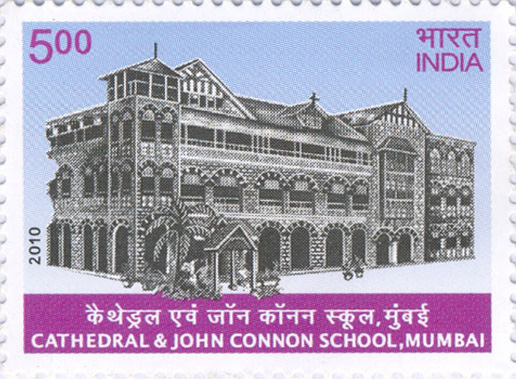 5.00
भारत
INDIA
2010
कैथेड्रल एवं जॉन कॉनन स्कूल, मुंबई
CATHEDRAL & JOHN CONNON SCHOOL, MUMBAI